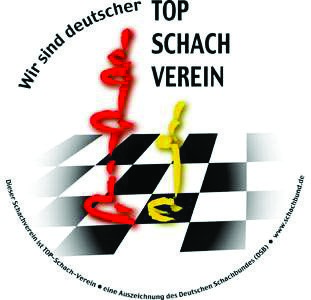 Wir sind deutscher
TOP
SCHACH
VEREIN
Dieser Schachverein ist TOP-Schach-Verein • eine Auszeichnung des Deutschen Schachbundes (DSB) • www.schachbund.de